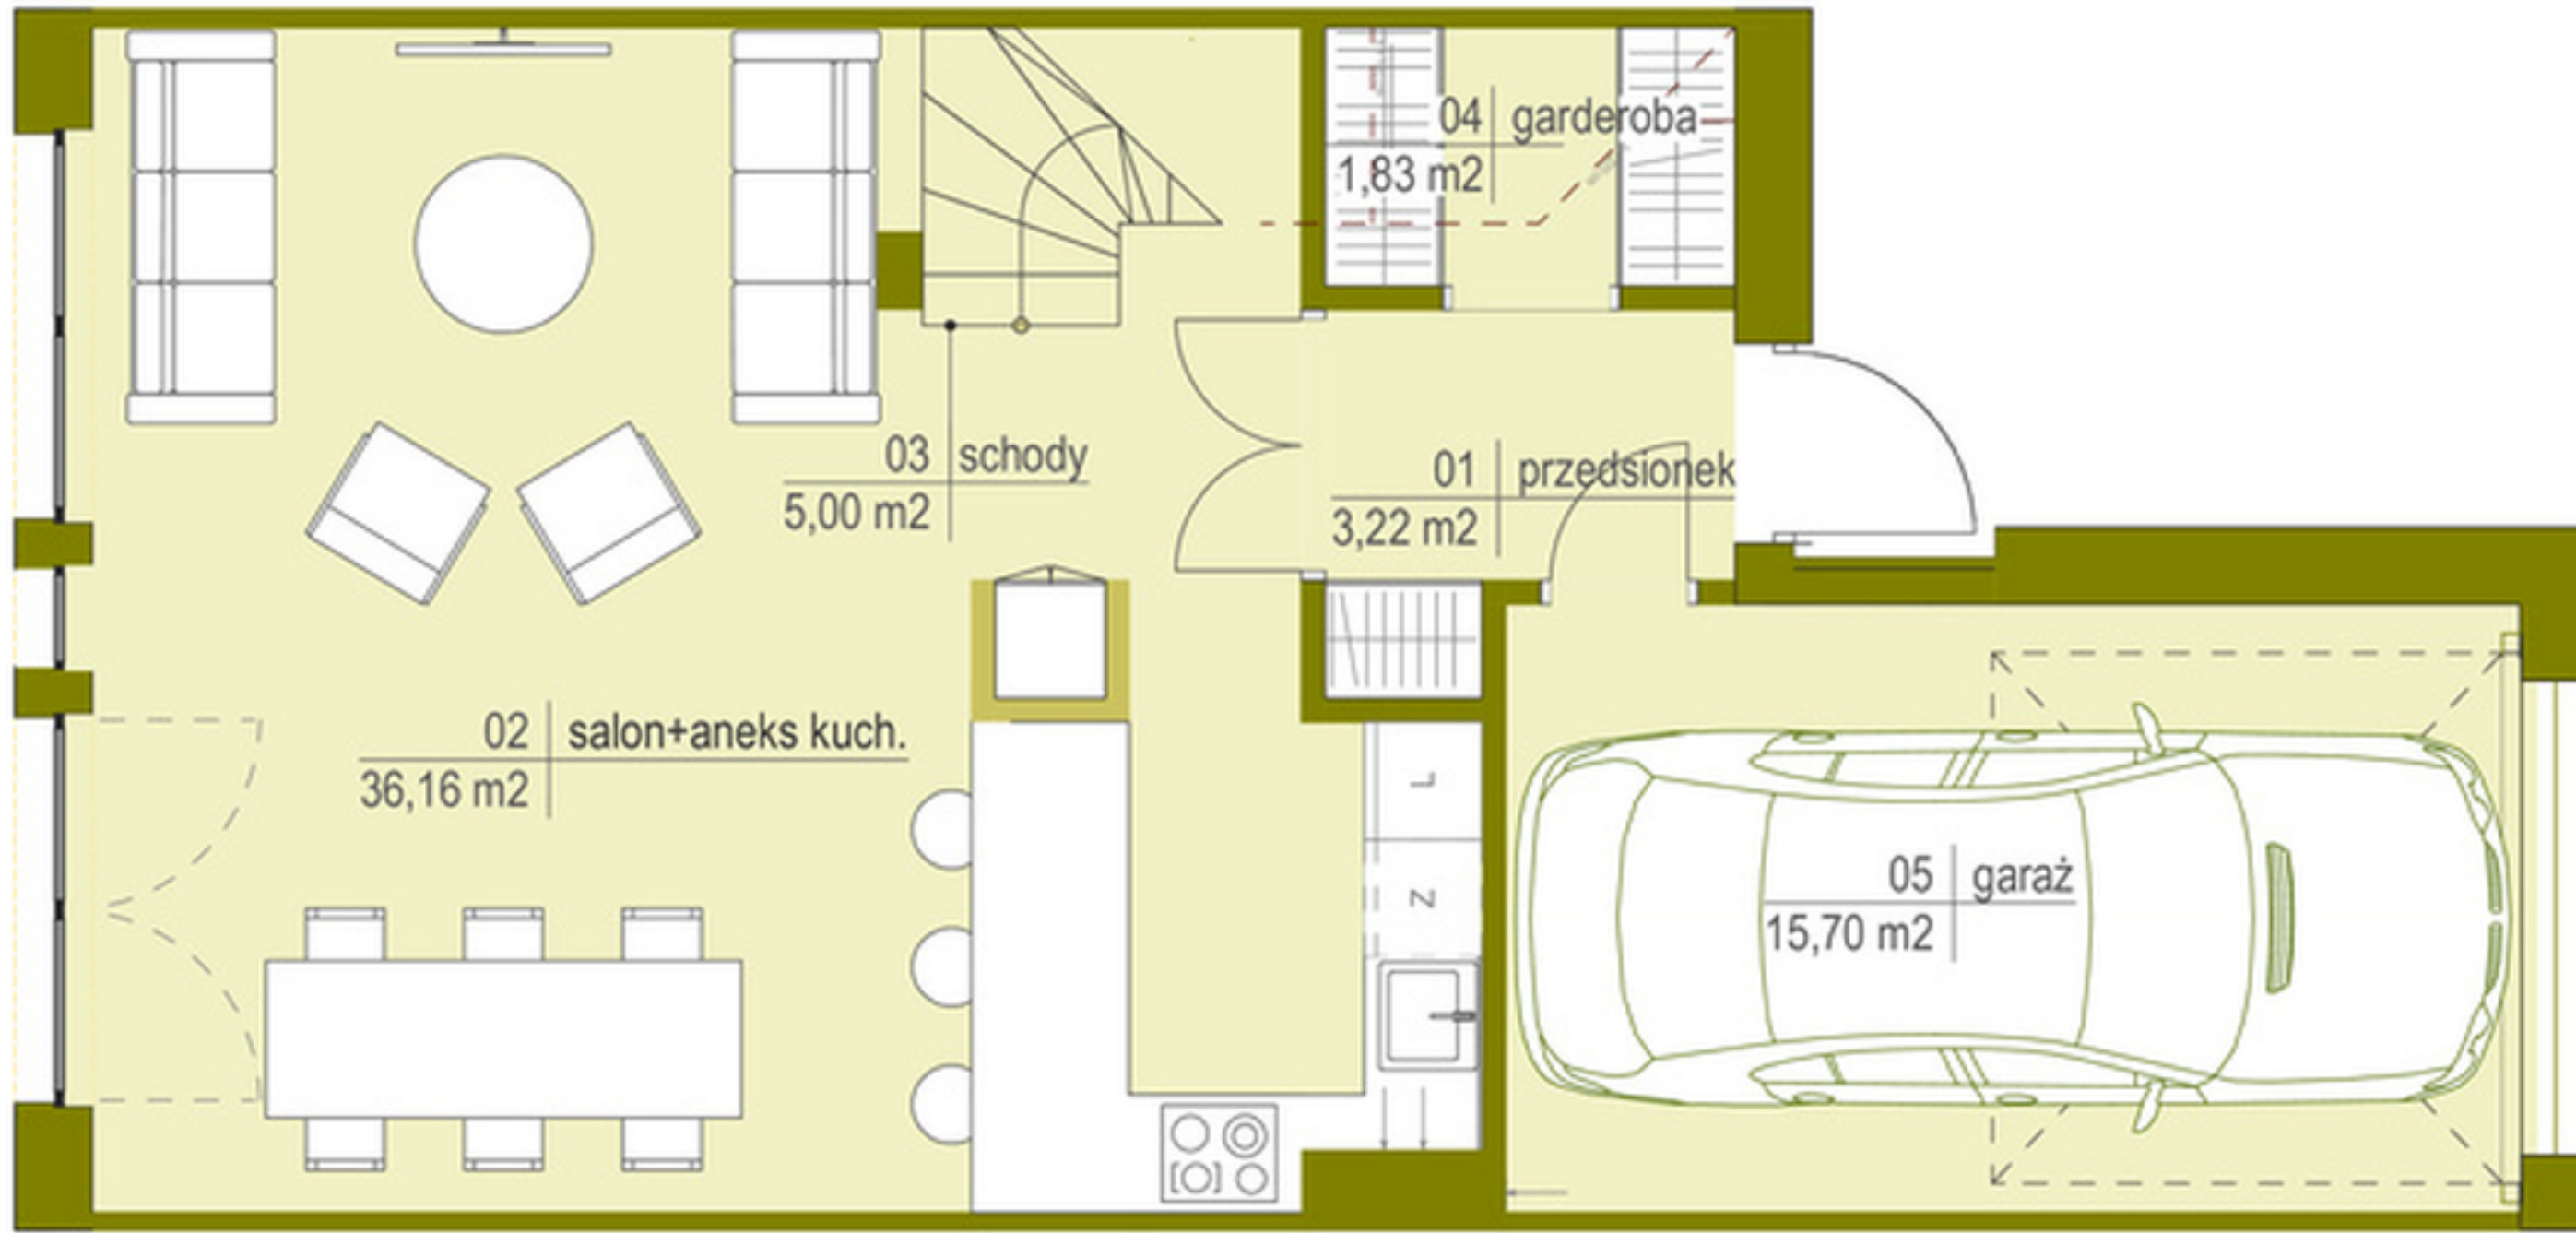 04 garderoba
1,83 m2
03 schody
5,00 m2
01 przedsionek
3,22 m2
02 salon+aneks kuch.
36,16 m2
L
Z
05 garaż
15,70 m2